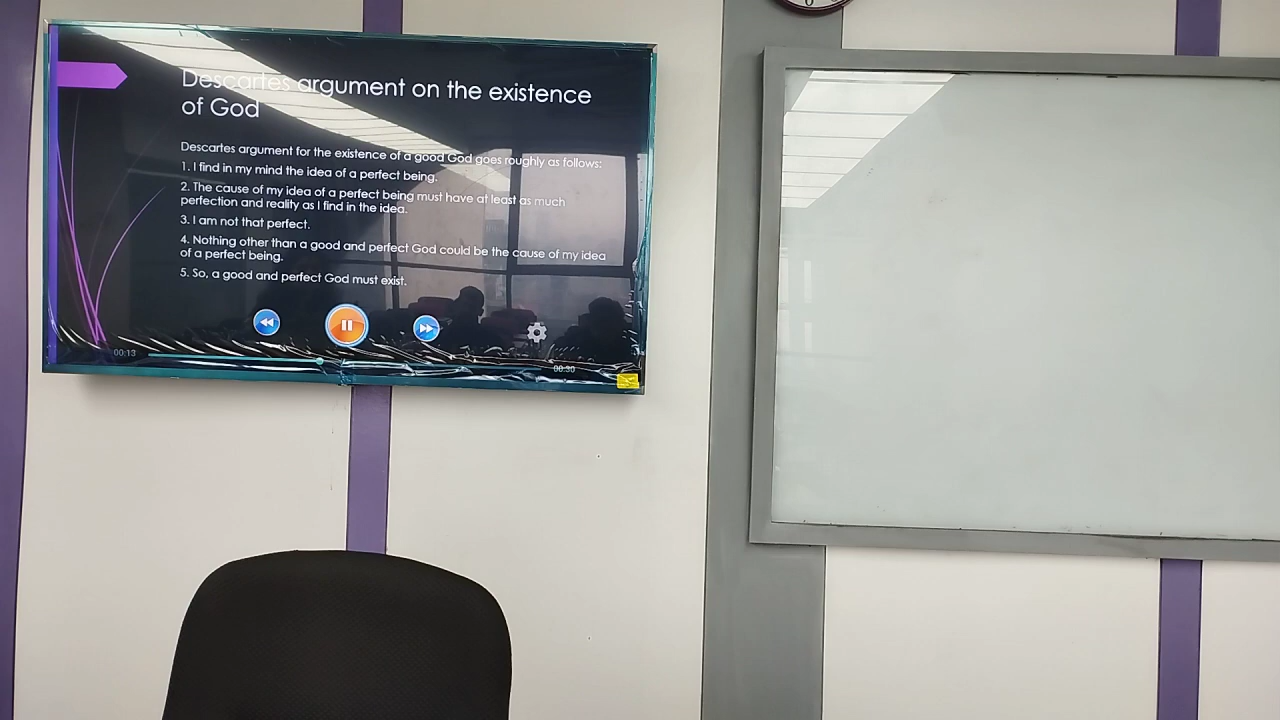 Descartes argument on the existence
of God
Descartes argument for the existence of a good God goes roughly as follows:
1. I find in my mind the idea of a perfect being.
2. The cause of my idea of a perfect being must have at least as much
perfection and reality as I find in the idea.
3. I am not that perfect.
4. Nothing other than a good and perfect God could be the cause of my idea
of a perfect being.
5. So, a good and perfect God must exist.
00:13
00:30
6